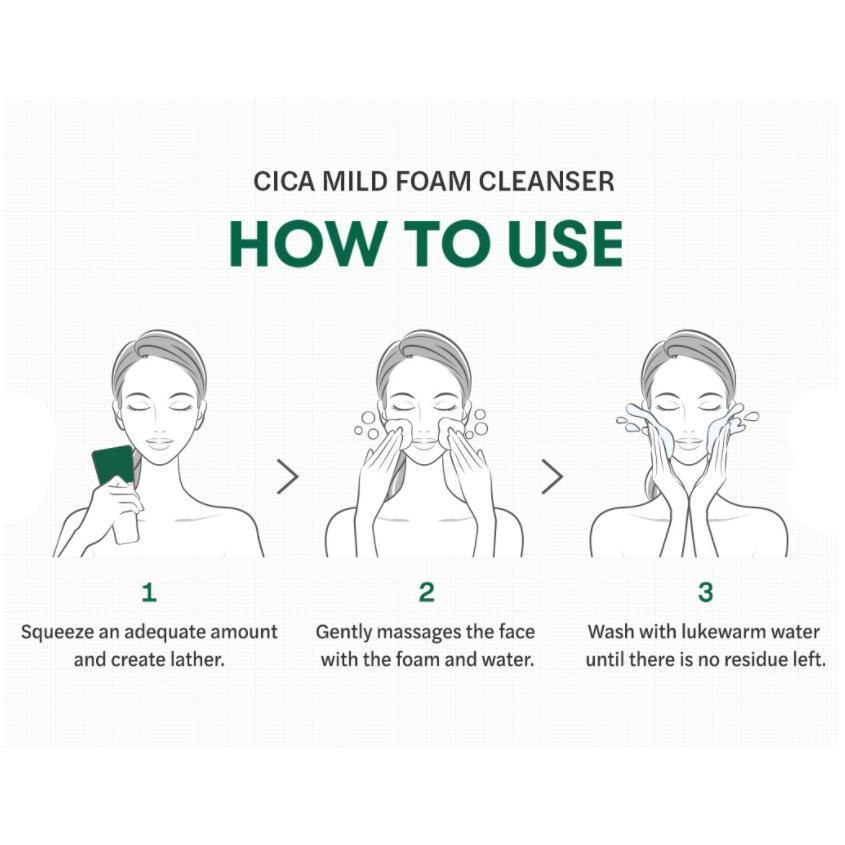 CICA MILD FOAM CLEANSER
HOW TO USE
1
Squeeze an adequate amount
and create lather.
2
Gently massages the face
with the foam and water.
3
Wash with lukewarm water
until there is no residue left.